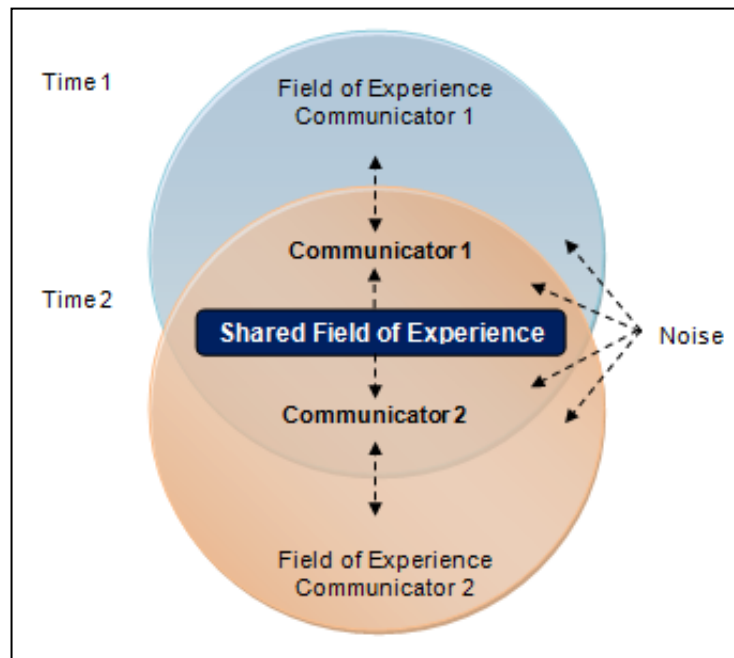 Time 1
Field of Experience
Communicator 1
Communicator 1
Time 2
Shared Field of Experience
Noise
Communicator 2
Field of Experience
Communicator 2